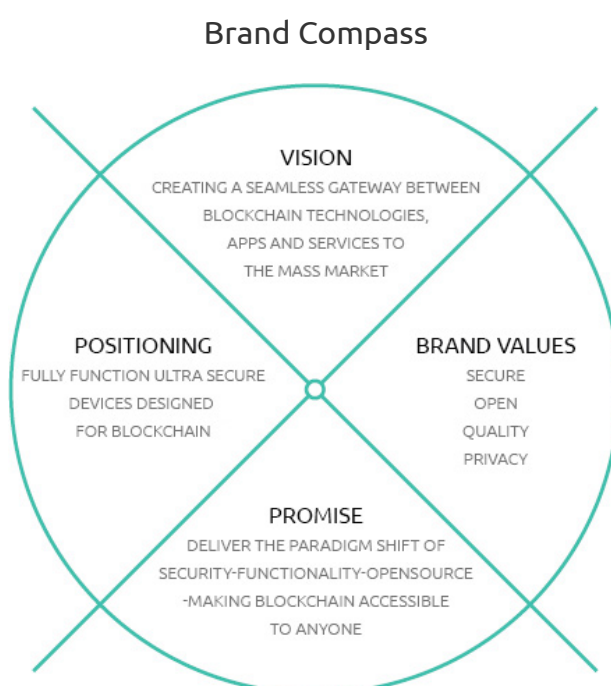 Brand Compass
VISION
CREATING A SEAMLESS GATEWAY BETWEEN
BLOCKCHAIN TECHNOLOGIES,
APPS AND SERVICES TO
THE MASS MARKET
POSITIONING
FULLY FUNCTION ULTRA SECURE
DEVICES DESIGNED
FOR BLOCKCHAIN
BRAND VALUES
SECURE
OPEN
QUALITY
PRIVACY
PROMISE
DELIVER THE PARADIGM SHIFT OF
SECURITY-FUNCTIONALITY-OPENSOURCE
-MAKING BLOCKCHAIN ACCESSIBLE
TO ANYONE